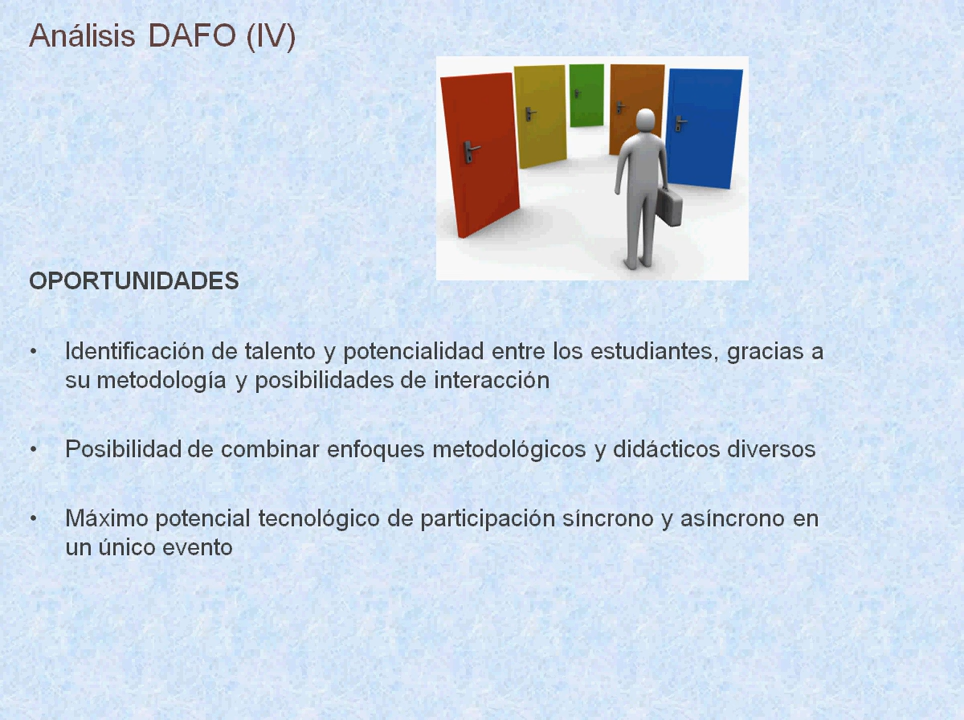 Análisis DAFO (IV)
OPORTUNIDADES
• Identificación de talento y potencialidad entre los estudiantes, gracias a
su metodología y posibilidades de interacción
• Posibilidad de combinar enfoques metodológicos y didácticos diversos
• Máximo potencial tecnológico de participación síncrono y asíncrono en
un único evento